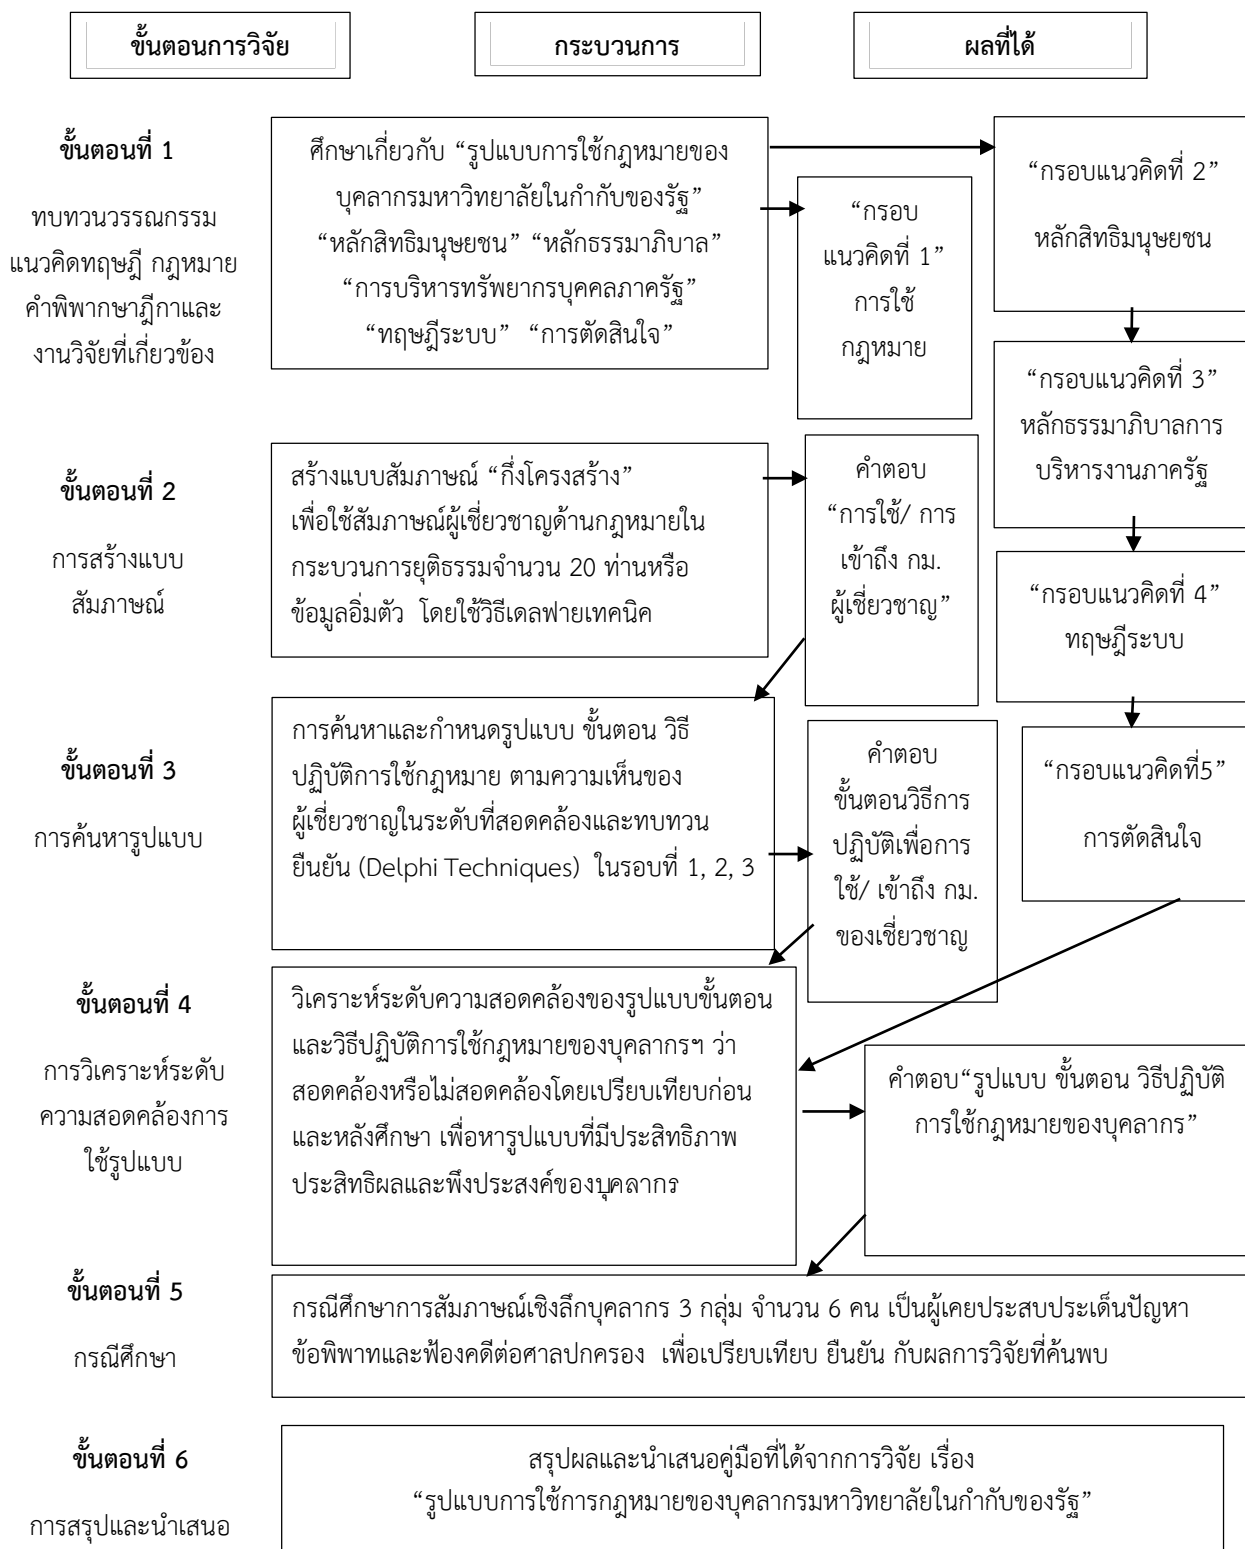 ขั้นตอนการวิจัย
กระบวนการ
ผลที่ได้
ขั้นตอนที่ 1
ทบทวนวรรณกรรม
แนวคิดทฤษฎี กฎหมาย
คำพิพากษาฎีกาและ
งานวิจัยที่เกี่ยวข้อง
ศึกษาเกี่ยวกับ “รูปแบบการใช้กฎหมายของ
บุคลากรมหาวิทยาลัยในกำกับของรัฐ”
“หลักสิทธิมนุษยชน” “หลักธรรมาภิบาล”
“การบริหารทรัพยากรบุคคลภาครัฐ”
“ทฤษฎีระบบ” “การตัดสินใจ”
“กรอบ
แนวคิดที่ 1”
การใช้
กฎหมาย
“กรอบแนวคิดที่ 2”
หลักสิทธิมนุษยชน
“กรอบแนวคิดที่ 3”
หลักธรรมาภิบาลการ
บริหารงานภาครัฐ
ขั้นตอนที่ 2
การสร้างแบบ
สัมภาษณ์
สร้างแบบสัมภาษณ์ “กึ่งโครงสร้าง”
เพื่อใช้สัมภาษณ์ผู้เชี่ยวชาญด้านกฎหมายใน
กระบวนการยุติธรรมจำนวน 20 ท่านหรือ
ข้อมูลอิ่มตัว โดยใช้วิธีเดลฟายเทคนิค
คำตอบ
“การใช้/ การ
เข้าถึง กม.
ผู้เชี่ยวชาญ”
“กรอบแนวคิดที่ 4”
ทฤษฎีระบบ
ขั้นตอนที่ 3
การค้นหารูปแบบ
การค้นหาและกำหนดรูปแบบ ขั้นตอน วิธี
ปฏิบัติการใช้กฎหมาย ตามความเห็นของ
ผู้เชี่ยวชาญในระดับที่สอดคล้องและทบทวน
ยืนยัน (Delphi Techniques) ในรอบที่ 1, 2, 3
คำตอบ
ขั้นตอนวิธีการ
ปฏิบัติเพื่อการ
ใช้/ เข้าถึง กม.
ของเชี่ยวชาญ
“กรอบแนวคิดที่5”
การตัดสินใจ
ขั้นตอนที่ 4
การวิเคราะห์ระดับ
ความสอดคล้องการ
ใช้รูปแบบ
วิเคราะห์ระดับความสอดคล้องของรูปแบบขั้นตอน
และวิธีปฏิบัติการใช้กฎหมายของบุคลากรฯ ว่า
สอดคล้องหรือไม่สอดคล้องโดยเปรียบเทียบก่อน
และหลังศึกษา เพื่อหารูปแบบที่มีประสิทธิภาพ
ประสิทธิผลและพึงประสงค์ของบุคลากร
คำตอบ“รูปแบบ ขั้นตอน วิธีปฏิบัติ
การใช้กฎหมายของบุคลากร”
ขั้นตอนที่ 5
กรณีศึกษา
กรณีศึกษาการสัมภาษณ์เชิงลึกบุคลากร 3 กลุ่ม จำนวน 6 คน เป็นผู้เคยประสบประเด็นปัญหา
ข้อพิพาทและฟ้องคดีต่อศาลปกครอง เพื่อเปรียบเทียบ ยืนยัน กับผลการวิจัยที่ค้นพบ
ขั้นตอนที่ 6
การสรุปและนำเสนอ
สรุปผลและนำเสนอคู่มือที่ได้จากการวิจัย เรื่อง
“รูปแบบการใช้การกฎหมายของบุคลากรมหาวิทยาลัยในกำกับของรัฐ”